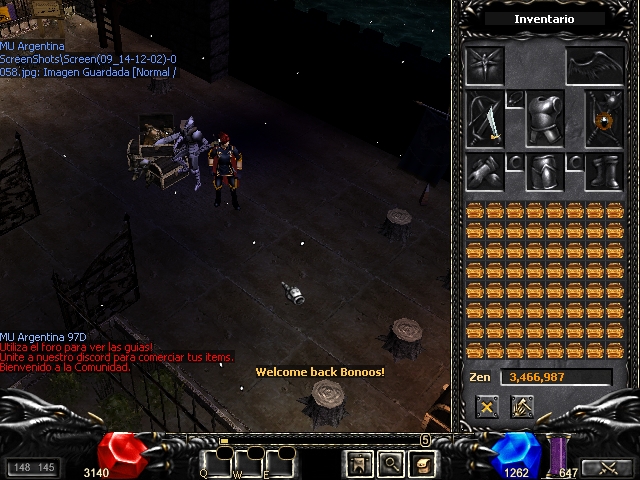 Inventario
MU Argentina
ScreenShots\Screen(09_14-12-02)-0
058.jpg: Imagen Guardada [Normal /
MU Argentina 97D
Utiliza el foro para ver las guias!
Unite a nuestro discord para comerciar tus items.
Bienvenido a la Comunidad.
Welcome back Bonoos!
Zen 3,466,987
5
148 145
3140
Q W E
1262
647